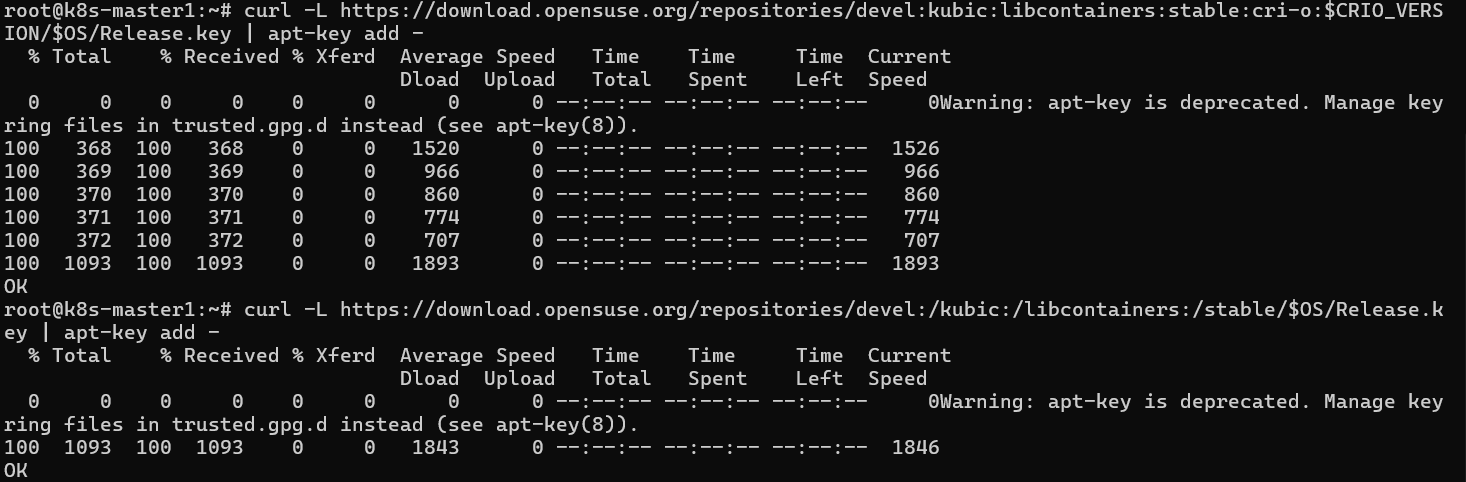 root@k8s-master1:~# curl -L https://download.opensuse.org/repositories/devel:kubic:libcontainers:stable:cri-o:$CRIO_VERS
ION/$OS/Release.key | apt-key add -
  % Total    % Received % Xferd  Average Speed   Time    Time     Time  Current
                                 Dload  Upload   Total   Spent    Left  Speed
  0     0    0     0    0     0      0      0 --:--:-- --:--:-- --:--:--     0Warning: apt-key is deprecated. Manage key
ring files in trusted.gpg.d instead (see apt-key(8)).
100   368  100   368    0     0   1520      0 --:--:-- --:--:-- --:--:--  1526
100   369  100   369    0     0    966      0 --:--:-- --:--:-- --:--:--   966
100   370  100   370    0     0    860      0 --:--:-- --:--:-- --:--:--   860
100   371  100   371    0     0    774      0 --:--:-- --:--:-- --:--:--   774
100   372  100   372    0     0    707      0 --:--:-- --:--:-- --:--:--   707
100  1093  100  1093    0     0   1893      0 --:--:-- --:--:-- --:--:--  1893
OK
root@k8s-master1:~# curl -L https://download.opensuse.org/repositories/devel:/kubic:/libcontainers:/stable/$OS/Release.k
ey | apt-key add -
  % Total    % Received % Xferd  Average Speed   Time    Time     Time  Current
                                 Dload  Upload   Total   Spent    Left  Speed
  0     0    0     0    0     0      0      0 --:--:-- --:--:-- --:--:--     0Warning: apt-key is deprecated. Manage key
ring files in trusted.gpg.d instead (see apt-key(8)).
100  1093  100  1093    0     0   1843      0 --:--:-- --:--:-- --:--:--  1846
OK